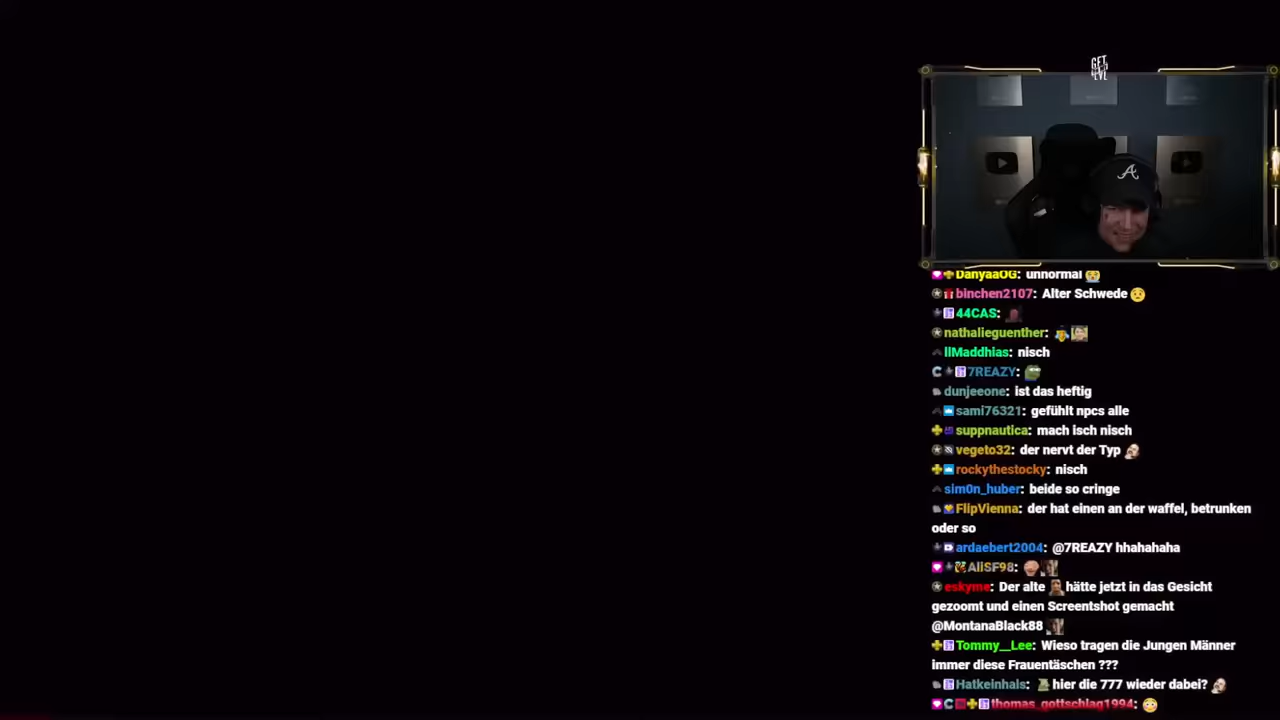 GET
EVL
A
DanyaaOG: unnormal
binchen2107: Alter Schwede
44CAS:
nathalieguenther:
llMaddhias: nisch
7REAZY:
dunjeeone: ist das heftig
sami76321: gefühlt npcs alle
suppnautica: mach isch nisch
vegeto32: der nervt der Typ
rockythestocky: nisch
sim0n_huber: beide so cringe
FlipVienna: der hat einen an der waffel, betrunken
oder so
ardaebert2004: @7REAZY hhahahaha
AliSF98:
eskyme: Der alte hätte jetzt in das Gesicht
gezoomt und einen Screentshot gemacht
@MontanaBlack88
Tommy__Lee: Wieso tragen die Jungen Männer
immer diese Frauentäschen ???
Hatkeinhals: hier die 777 wieder dabei?
thomas_gottschlag1994: